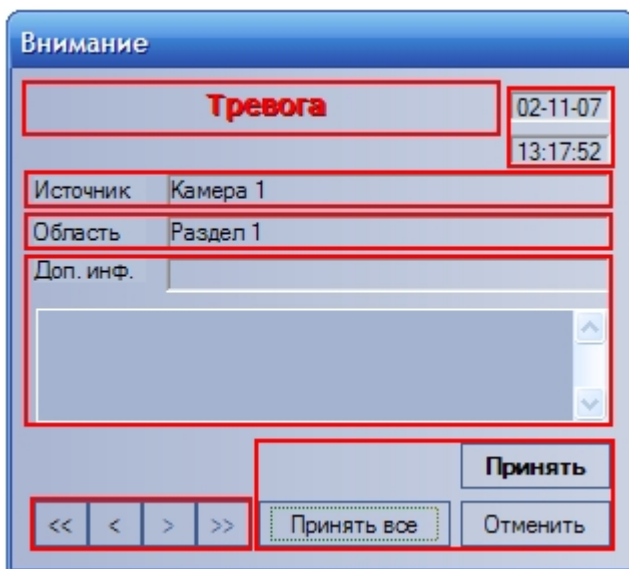 Внимание
Тревога 02-11-07
13:17:52
Источник Камера 1
Область Раздел 1
Доп. инф.
Принять
<< < > >> Принять все Отменить